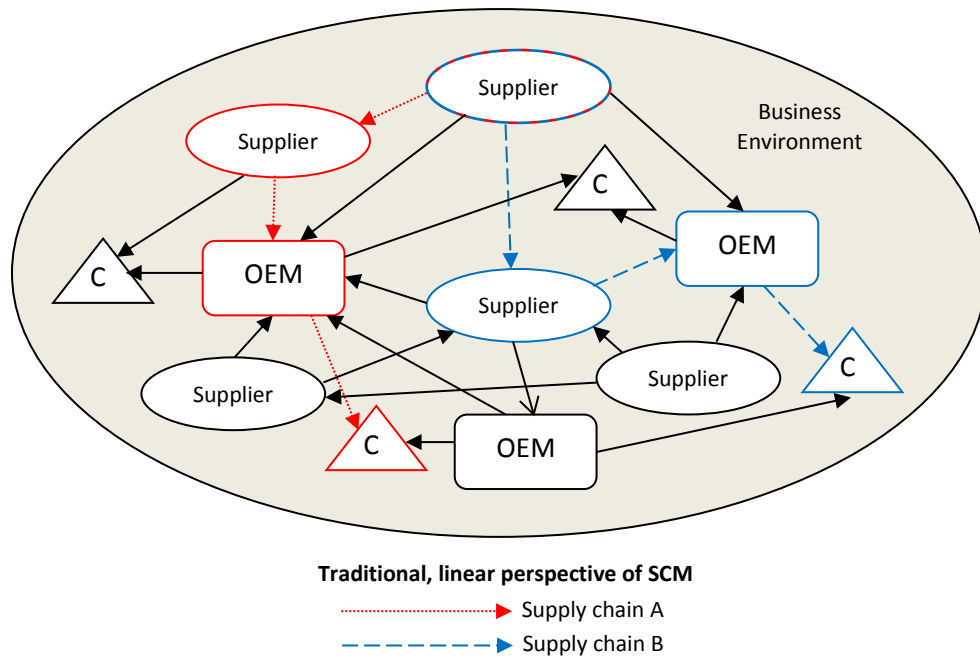 Supplier
Business
Environment
Supplier
C
OEM
OEM
C
Supplier
C
Supplier
Supplier
C
OEM
Traditional, linear perspective of SCM
Supply chain A
Supply chain B